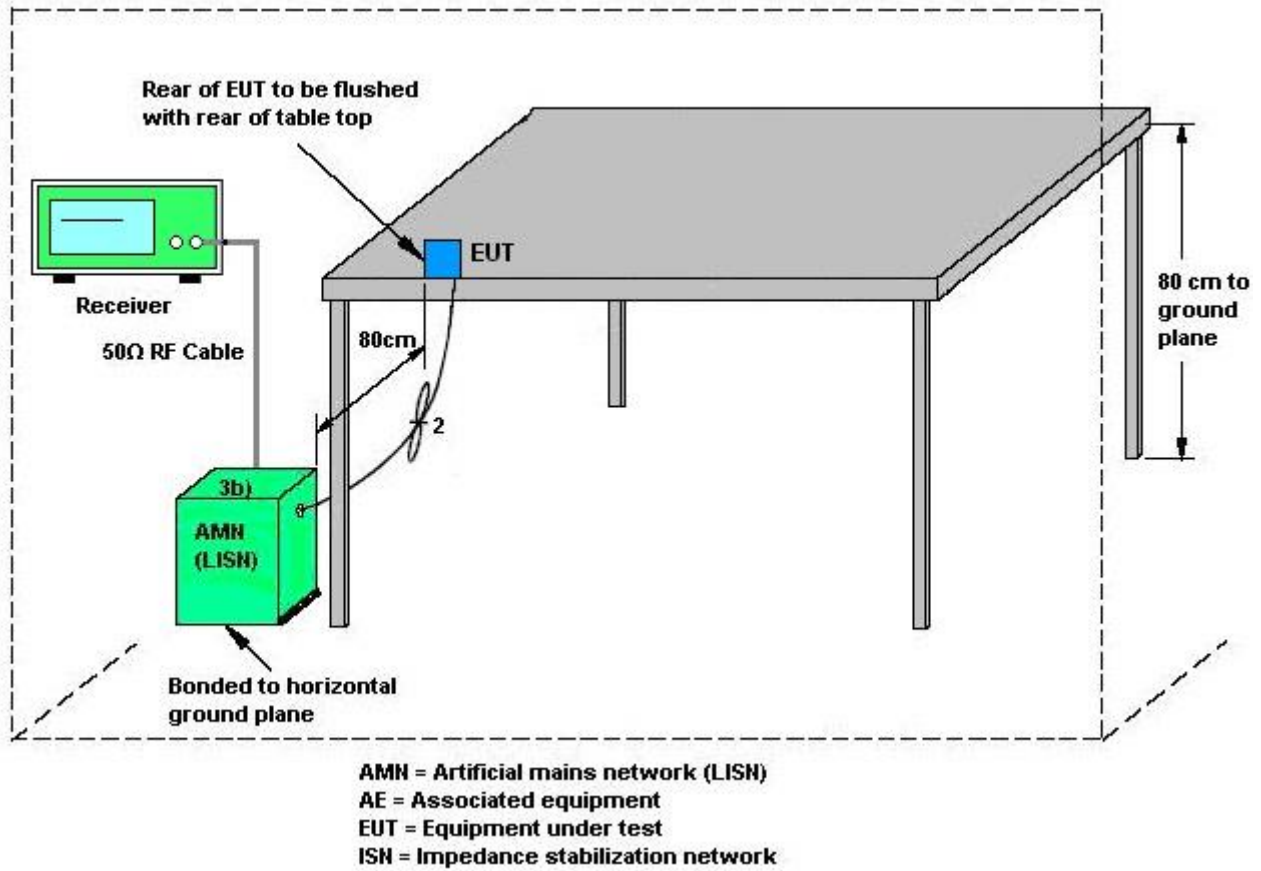 Rear of EUT to be flushed
with rear of table top
EUT
Receiver
50Ω RF Cable
80cm
80 cm to
ground
plane
2
3b)
AMN
(LISN)
Bonded to horizontal
ground plane
AMN = Artificial mains network (LISN)
AE = Associated equipment
EUT = Equipment under test
ISN = Impedance stabilization network